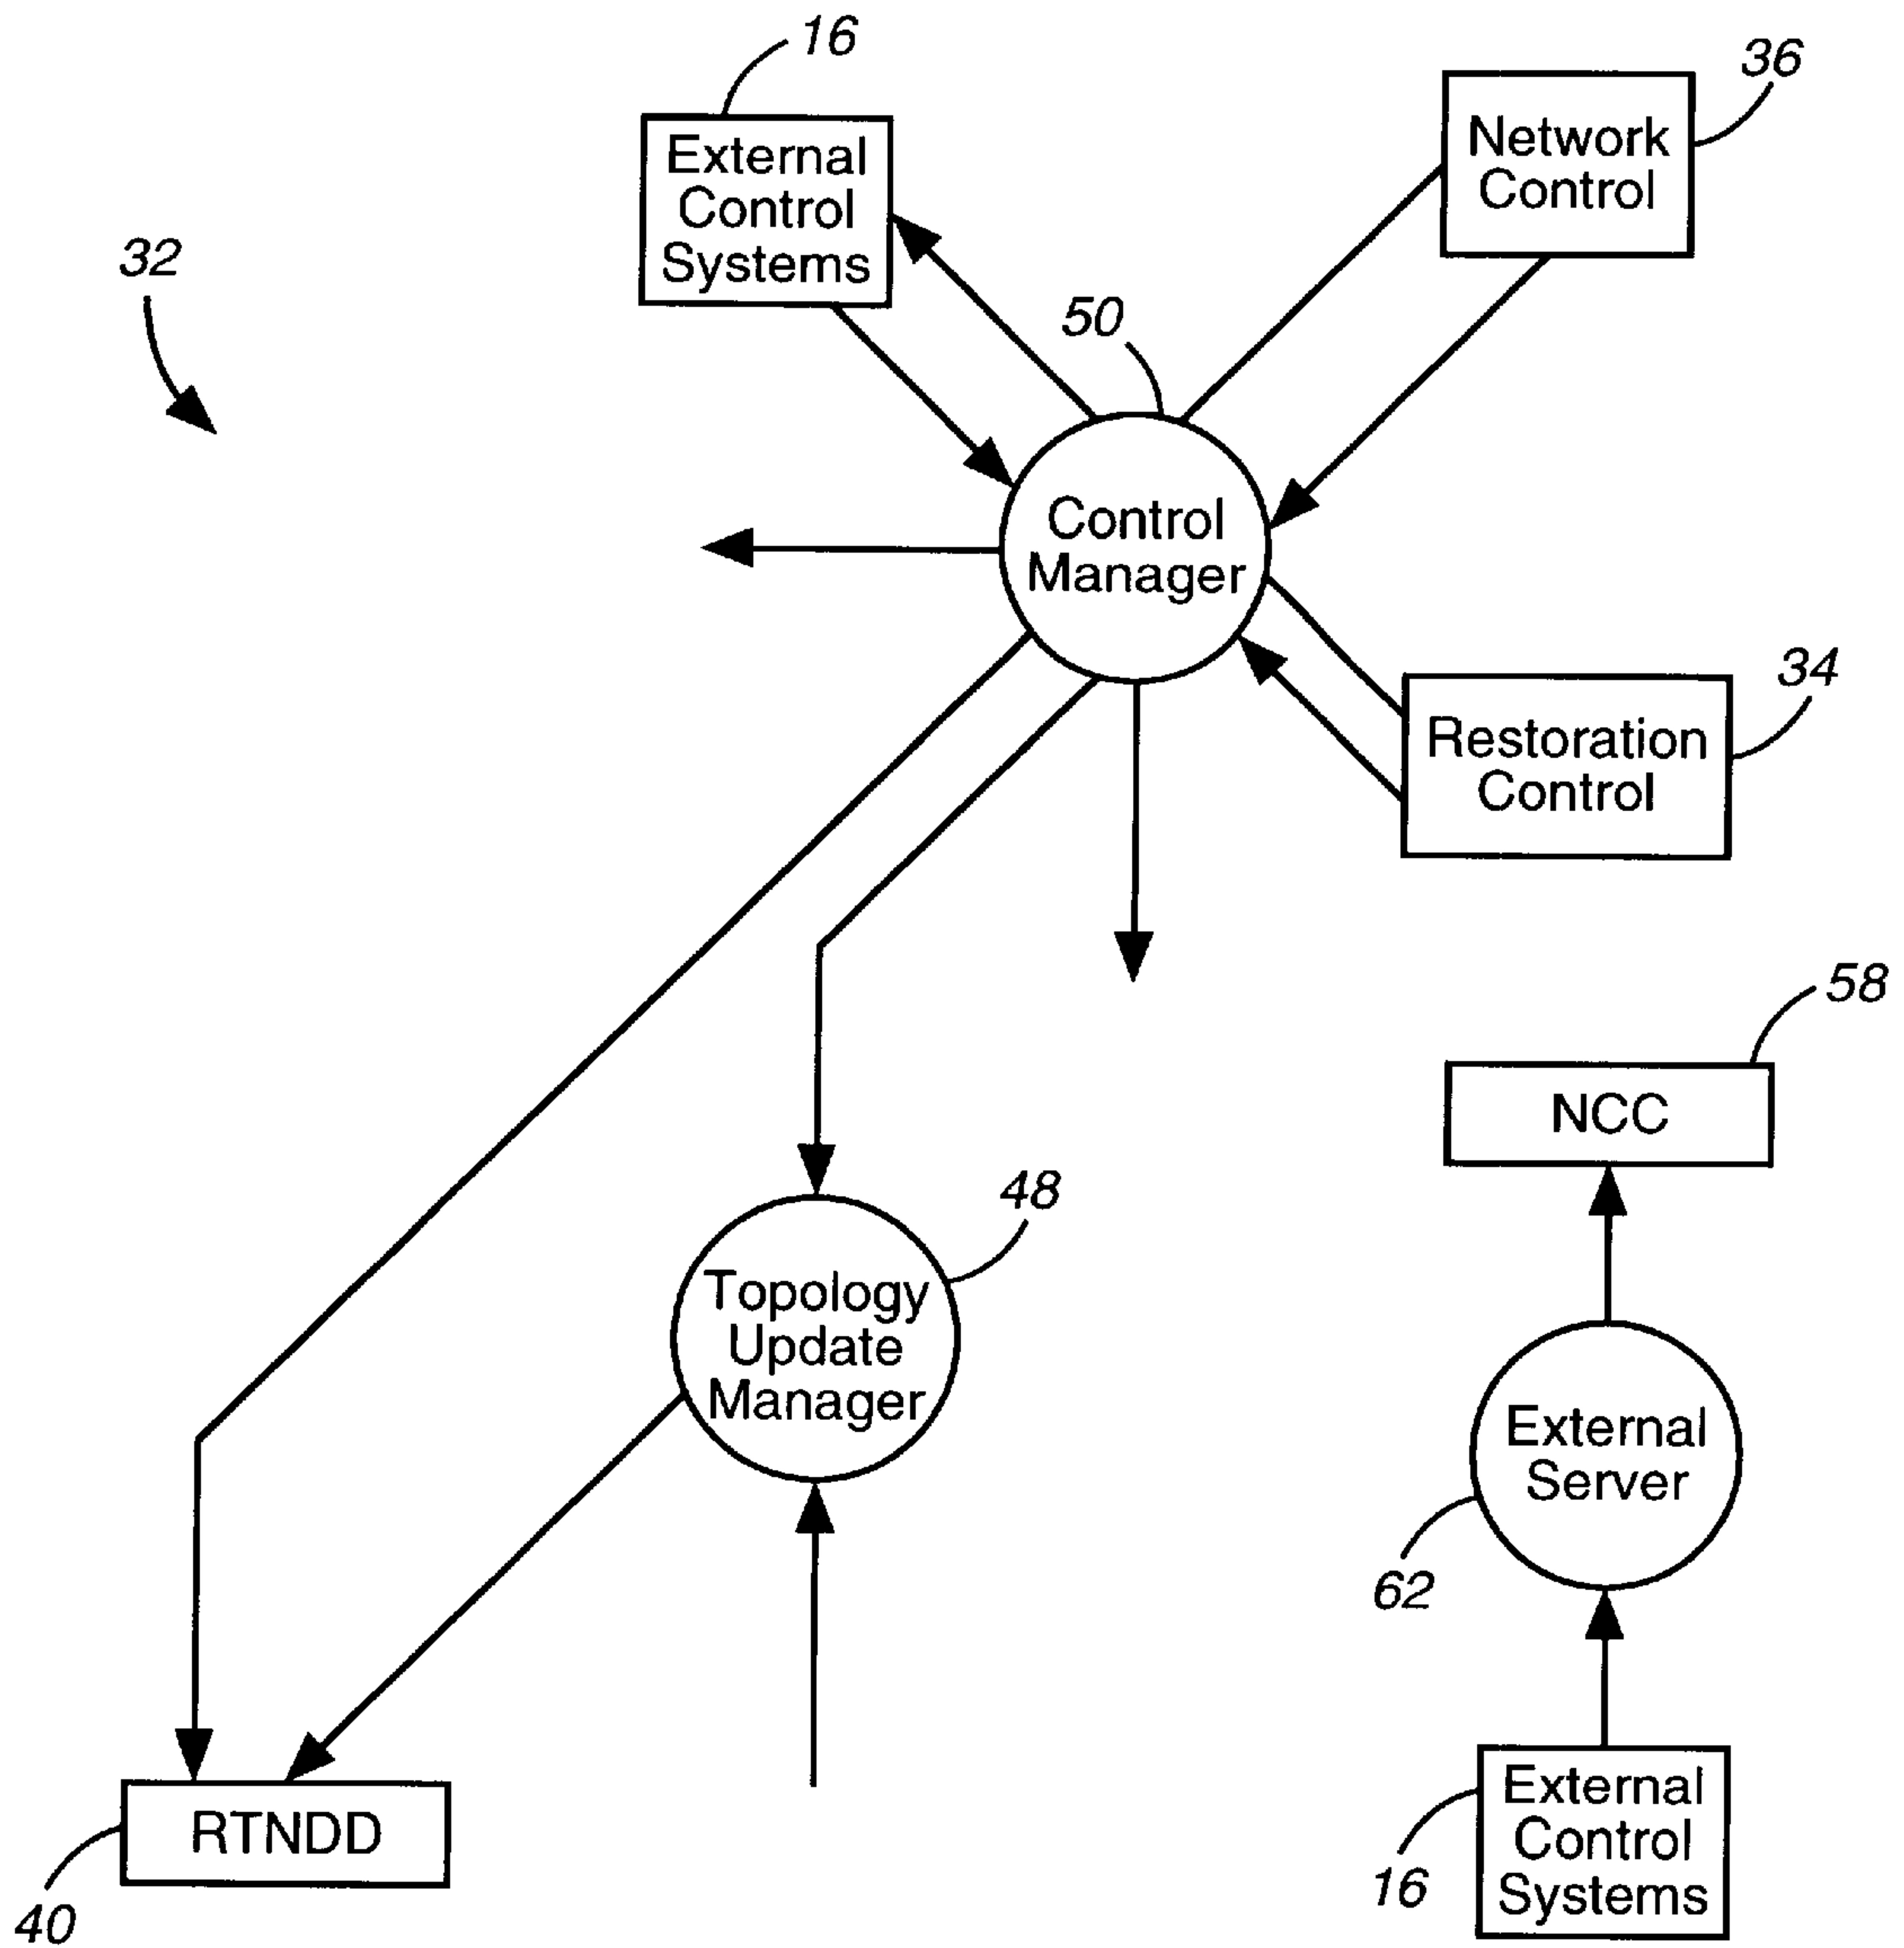 16
External
Control
Systems
36
Network
Control
32
50
Control
Manager
34
Restoration
Control
58
NCC
48
Topology
Update
Manager
External
Server
62
RTNDD
40
External
Control
Systems
16